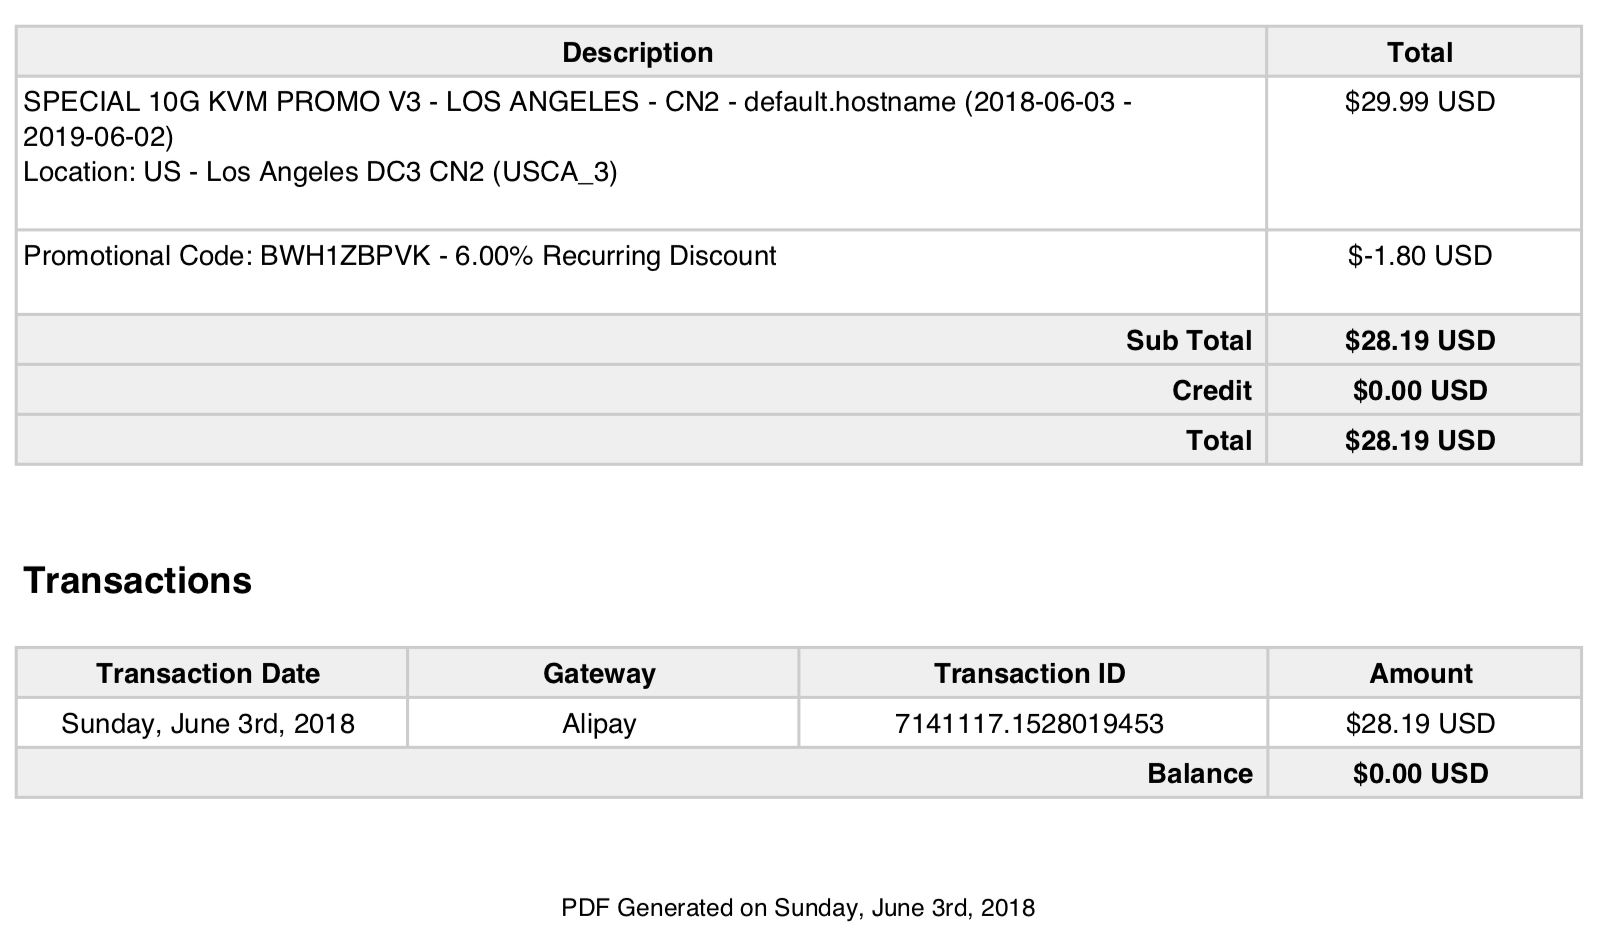 Description Total
SPECIAL 10G KVM PROMO V3 - LOS ANGELES - CN2 - default.hostname (2018-06-03 - $29.99 USD
2019-06-02)
Location: US - Los Angeles DC3 CN2 (USCA_3)
Promotional Code: BWH1ZBPVK - 6.00% Recurring Discount $-1.80 USD
Sub Total $28.19 USD
Credit $0.00 USD
Total $28.19 USD
Transactions
Transaction Date Gateway Transaction ID Amount
Sunday, June 3rd, 2018 Alipay 7141117.1528019453 $28.19 USD
Balance $0.00 USD
PDF Generated on Sunday, June 3rd, 2018